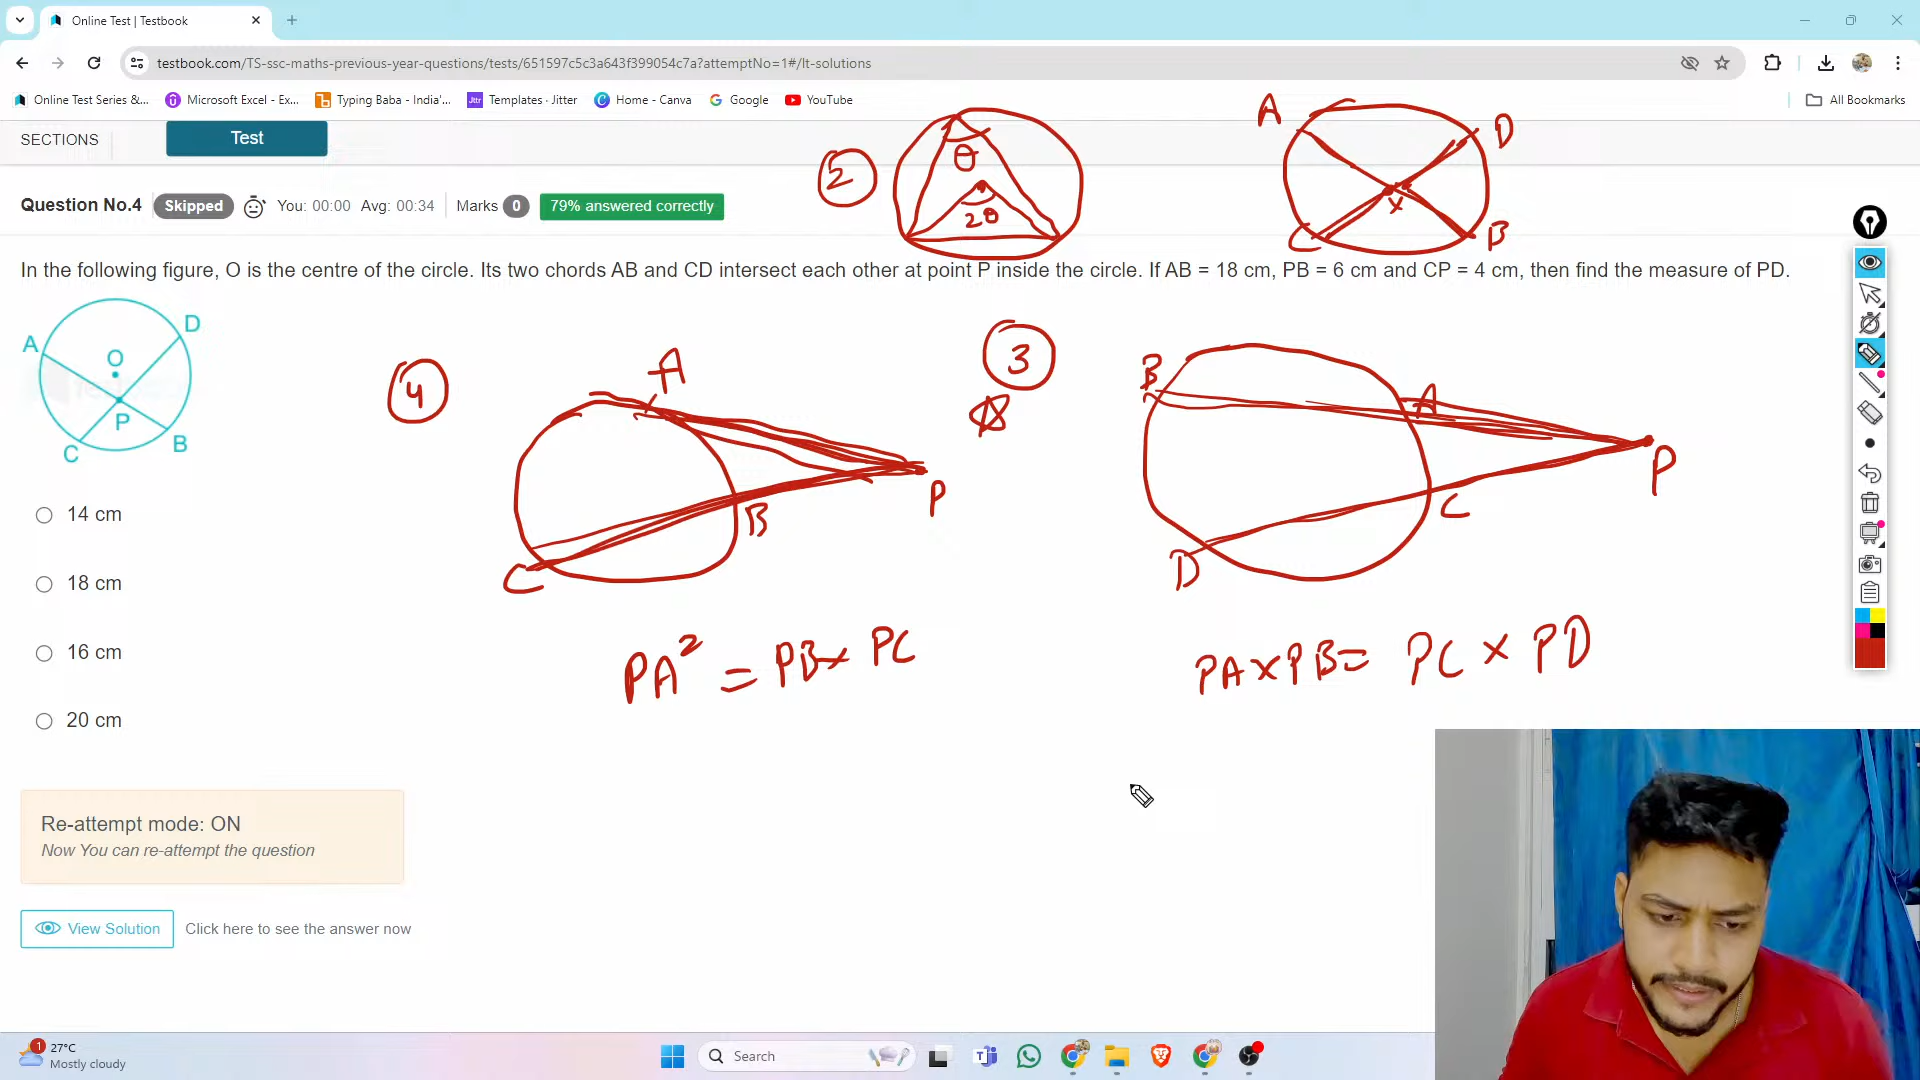 Online Test | Testbook
testbook.com/TS-ssc-maths-previous-year-questions/tests/651597c5c3a643f399054c7a?attemptNo=1#/lt-solutions
Online Test Series &...
Microsoft Excel - Ex...
Typing Baba - India'...
Jttr
Templates · Jitter
Home - Canva
Google
YouTube
All Bookmarks
SECTIONS
Test
A
D
2
θ
2θ
X
C
B
Question No.4
Skipped
You: 00:00
Avg: 00:34
Marks 0
79% answered correctly
In the following figure, O is the centre of the circle. Its two chords AB and CD intersect each other at point P inside the circle. If AB = 18 cm, PB = 6 cm and CP = 4 cm, then find the measure of PD.
A
D
O
P
B
C
4
A
B
P
C
3
B
A
P
C
D
14 cm
18 cm
16 cm
20 cm
PA² = PB × PC
PA × PB = PC × PD
Re-attempt mode: ON
Now You can re-attempt the question
View Solution
Click here to see the answer now
1
27°C
Mostly cloudy
Search